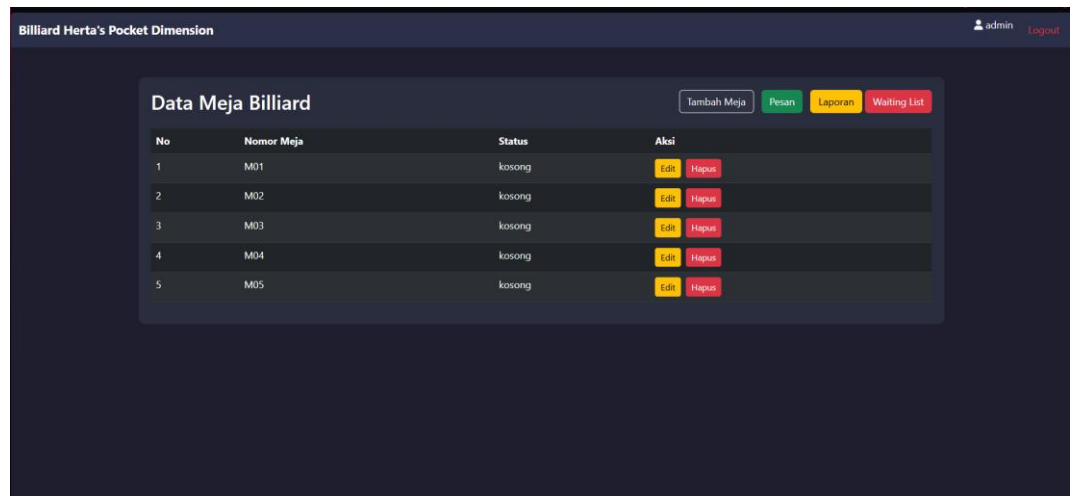 Billiard Herta's Pocket Dimension admin Logout
Data Meja Billiard Tambah Meja Pesan Laporan Waiting List
No Nomor Meja Status Aksi
1 M01 kosong Edit Hapus
2 M02 kosong Edit Hapus
3 M03 kosong Edit Hapus
4 M04 kosong Edit Hapus
5 M05 kosong Edit Hapus